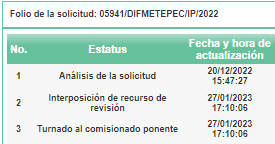 Folio de la solicitud: 05941/DIFMETEPEC/IP/2022
No. Estatus Fecha y hora de
actualización
1 Análisis de la solicitud 20/12/2022
15:47:27
2 Interposición de recurso de
revisión 27/01/2023
17:10:06
3 Turnado al comisionado ponente 27/01/2023
17:10:06